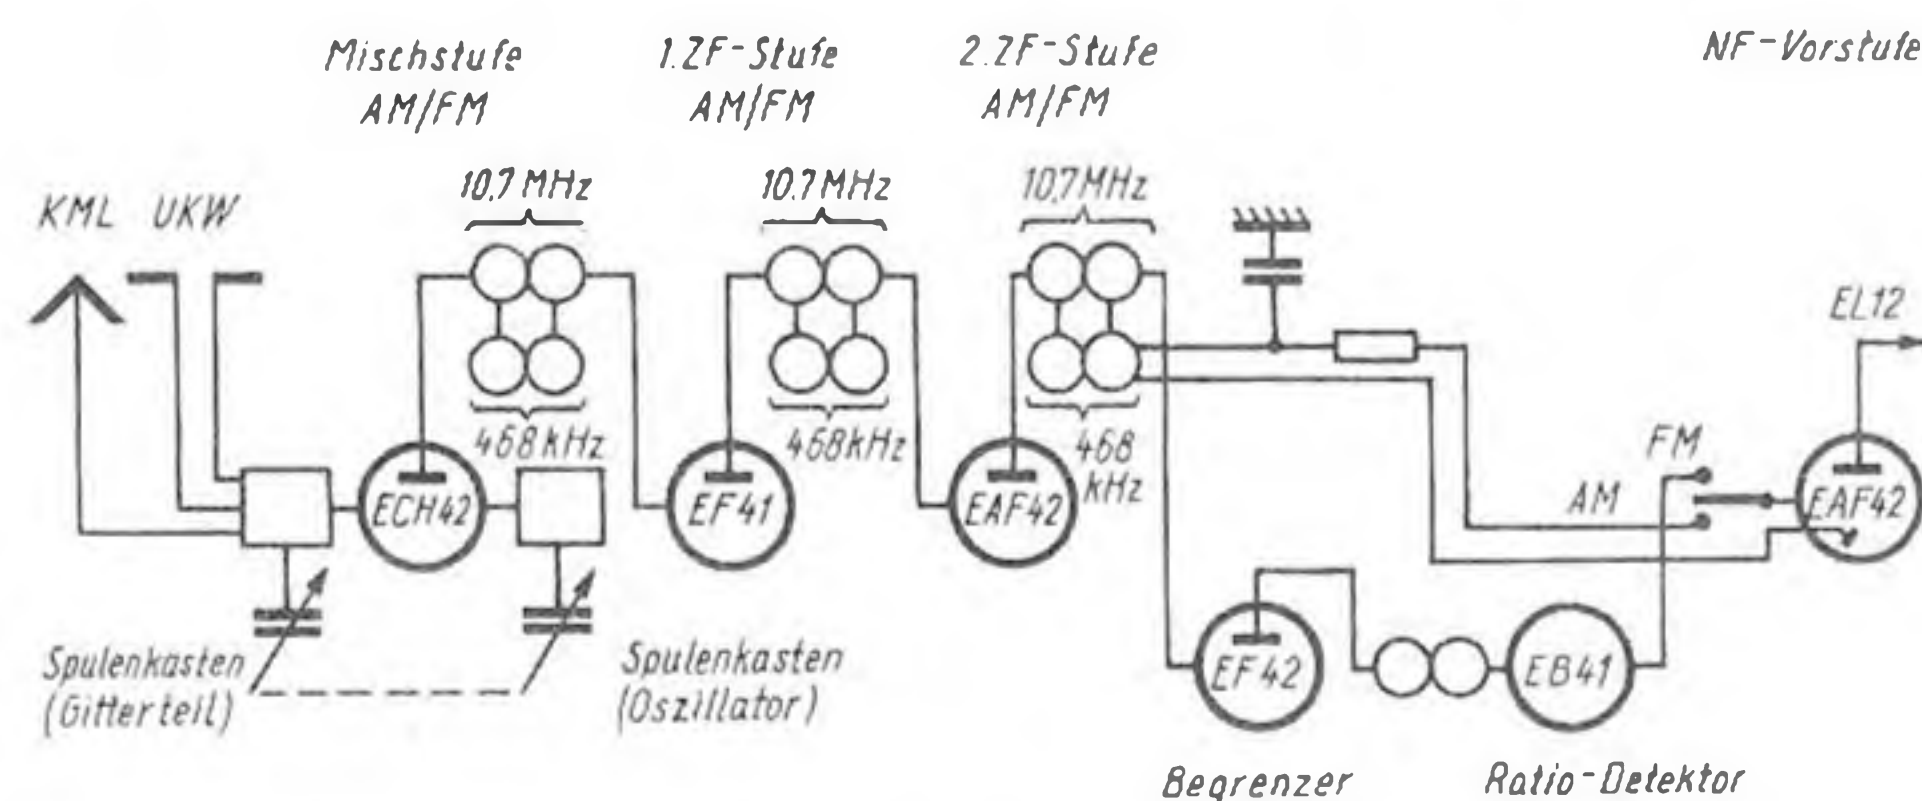 Mischstufe
AM/FM
1.ZF-Stufe
AM/FM
2.ZF-Stufe
AM/FM
NF-Vorstufe
KML UKW
10,7 MHz
10.7 MHz
10,7 MHz
468 kHz
468 kHz
468
kHz
ECH42
EF41
EAF42
EL12
FM
AM
EAF42
Spulenkasten
(Gitterteil)
Spulenkasten
(Oszillator)
EF42
EB41
Begrenzer
Ratio-Detektor